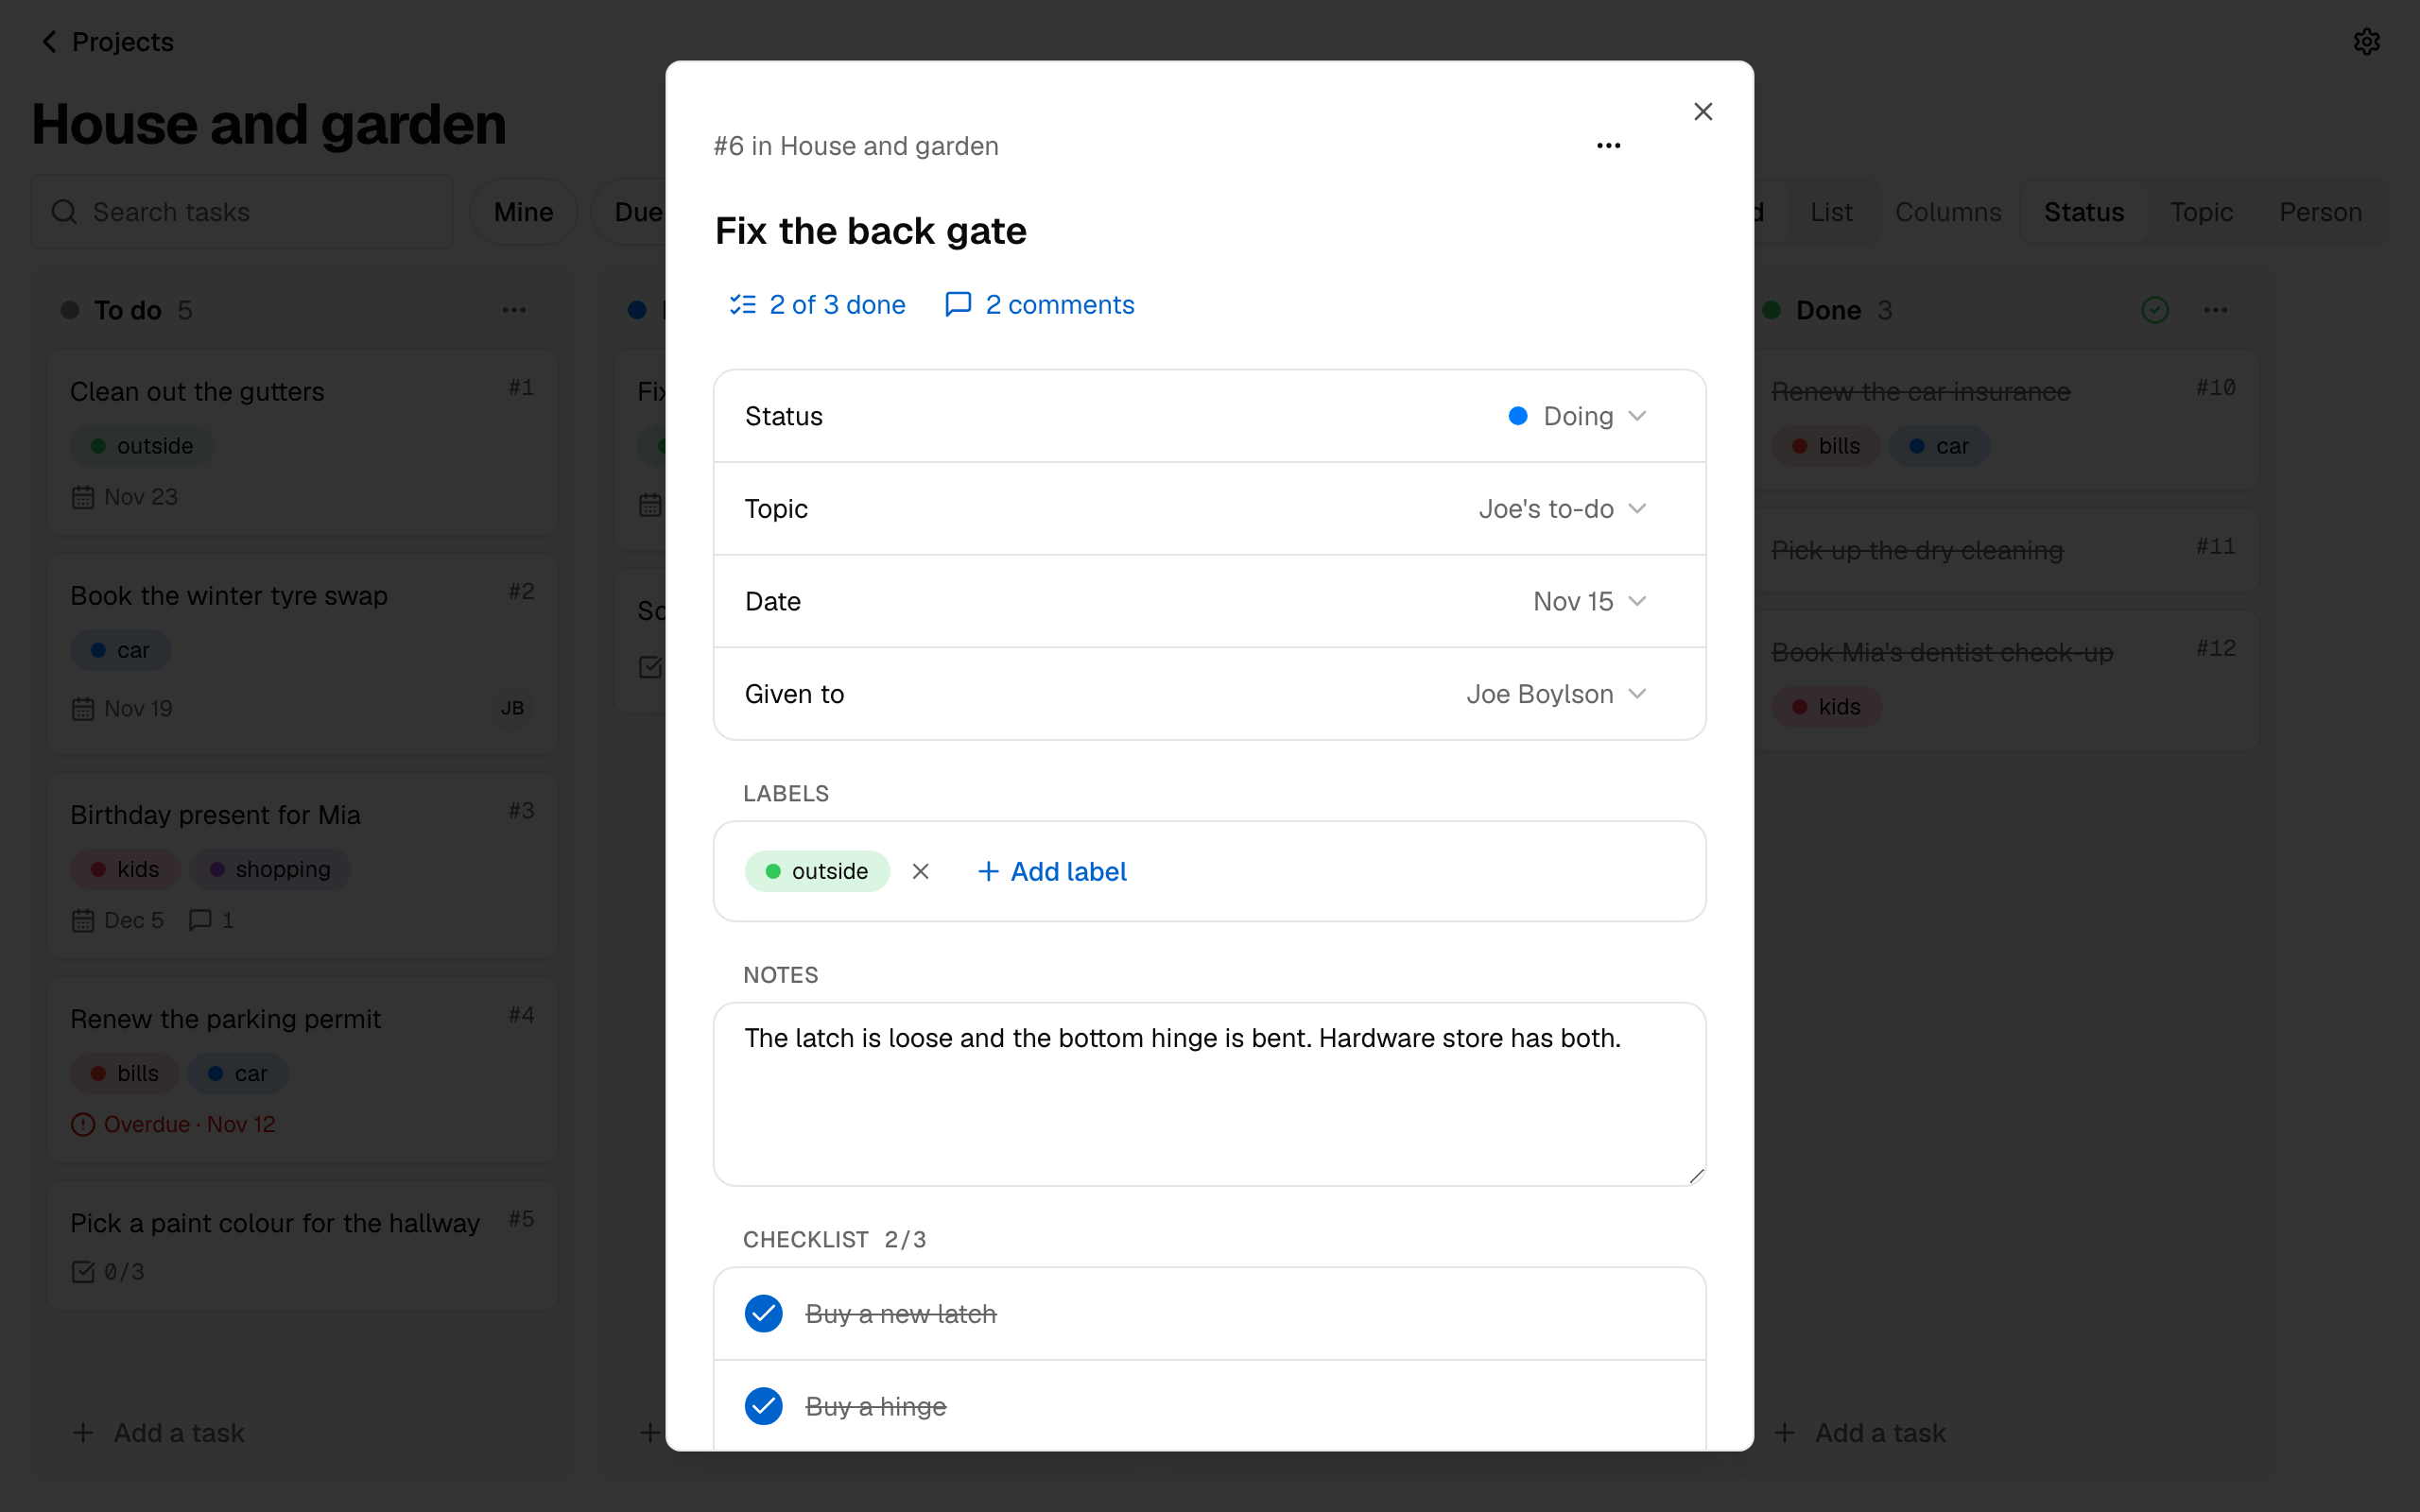 Projects
House and garden
Search tasks
Mine
Due
List
Columns
Status
Topic
Person
To do 5
Clean out the gutters #1
outside
Nov 23
Book the winter tyre swap #2
car
Nov 19
JB
Birthday present for Mia #3
kids
shopping
Dec 5
1
Renew the parking permit #4
bills
car
Overdue · Nov 12
Pick a paint colour for the hallway #5
0/3
Add a task
#6 in House and garden
Fix the back gate
2 of 3 done
2 comments
Status Doing
Topic Joe's to-do
Date Nov 15
Given to Joe Boylson
LABELS
outside
Add label
NOTES
The latch is loose and the bottom hinge is bent. Hardware store has both.
CHECKLIST 2/3
Buy a new latch
Buy a hinge
Done 3
Renew the car insurance #10
bills
car
Pick up the dry cleaning #11
Book Mia's dentist check-up #12
kids
Add a task